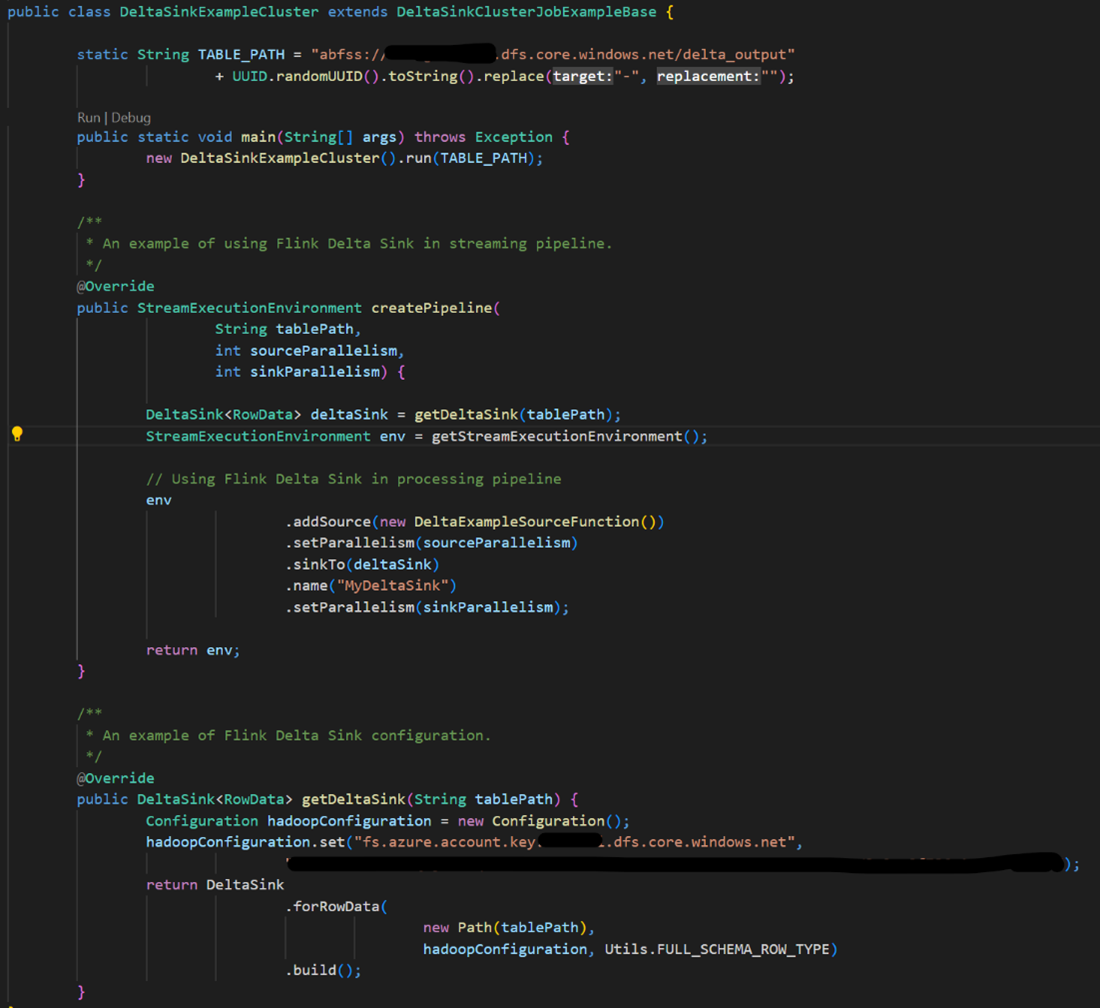 public class DeltaSinkExampleCluster extends DeltaSinkClusterJobExampleBase {
static String TABLE_PATH = "abfss://.dfs.core.windows.net/delta_output"
+ UUID.randomUUID().toString().replace(target:"-", replacement:"");
Run | Debug
public static void main(String[] args) throws Exception {
new DeltaSinkExampleCluster().run(TABLE_PATH);
}
/**
* An example of using Flink Delta Sink in streaming pipeline.
*/
@Override
public StreamExecutionEnvironment createPipeline(
String tablePath,
int sourceParallelism,
int sinkParallelism) {
DeltaSink<RowData> deltaSink = getDeltaSink(tablePath);
StreamExecutionEnvironment env = getStreamExecutionEnvironment();
// Using Flink Delta Sink in processing pipeline
env
.addSource(new DeltaExampleSourceFunction())
.setParallelism(sourceParallelism)
.sinkTo(deltaSink)
.name("MyDeltaSink")
.setParallelism(sinkParallelism);
return env;
}
/**
* An example of Flink Delta Sink configuration.
*/
@Override
public DeltaSink<RowData> getDeltaSink(String tablePath) {
Configuration hadoopConfiguration = new Configuration();
hadoopConfiguration.set("fs.azure.account.key..dfs.core.windows.net",
);
return DeltaSink
.forRowData(
new Path(tablePath),
hadoopConfiguration, Utils.FULL_SCHEMA_ROW_TYPE)
.build();
}